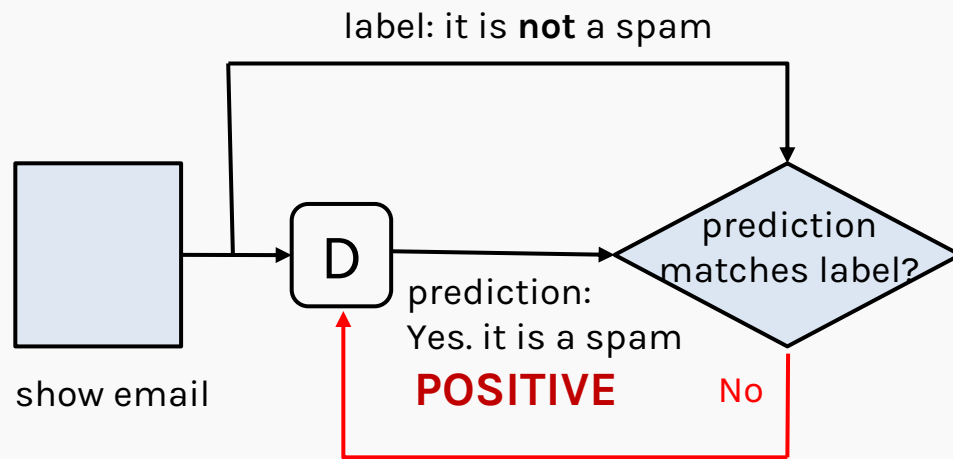 label: it is not a spam
D
prediction
matches label?
prediction:
Yes. it is a spam
POSITIVE
No
show email